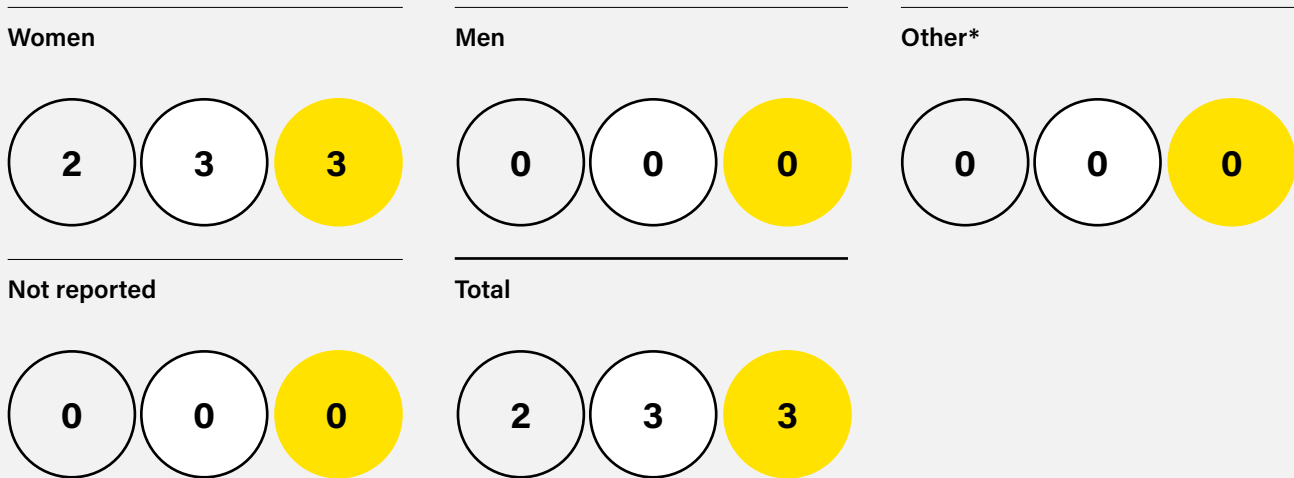 Women Men Other*
2 3 3 0 0 0 0 0 0
Not reported Total
0 0 0 2 3 3